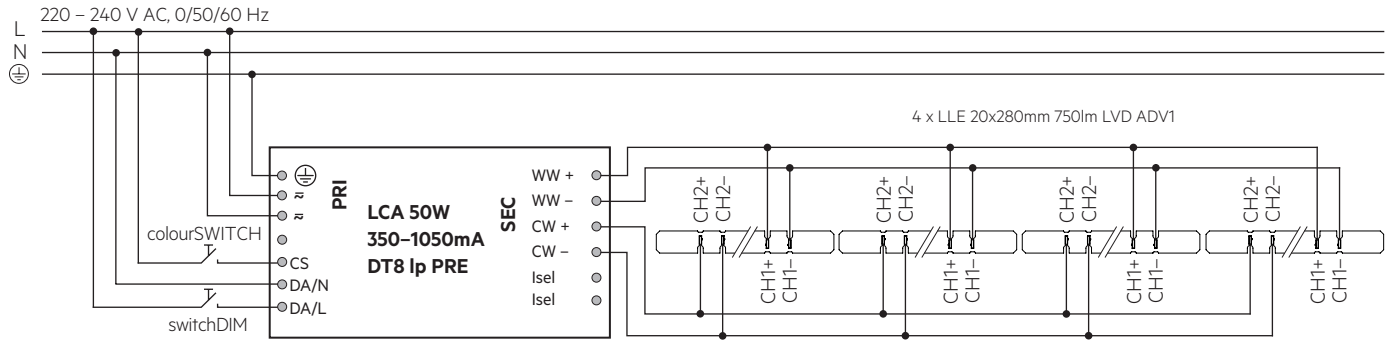 220 – 240 V AC, 0/50/60 Hz
L
N
4 x LLE 20x280mm 750lm LVD ADV1
PRI
LCA 50W
350–1050mA
DT8 lp PRE
SEC
colourSWITCH
switchDIM
≂
≂
CS
DA/N
DA/L
WW +
WW –
CW +
CW –
Isel
Isel
CH2+
CH2–
CH1+
CH1–
CH2+
CH2–
CH1+
CH1–
CH2+
CH2–
CH1+
CH1–
CH2+
CH2–
CH1+
CH1–